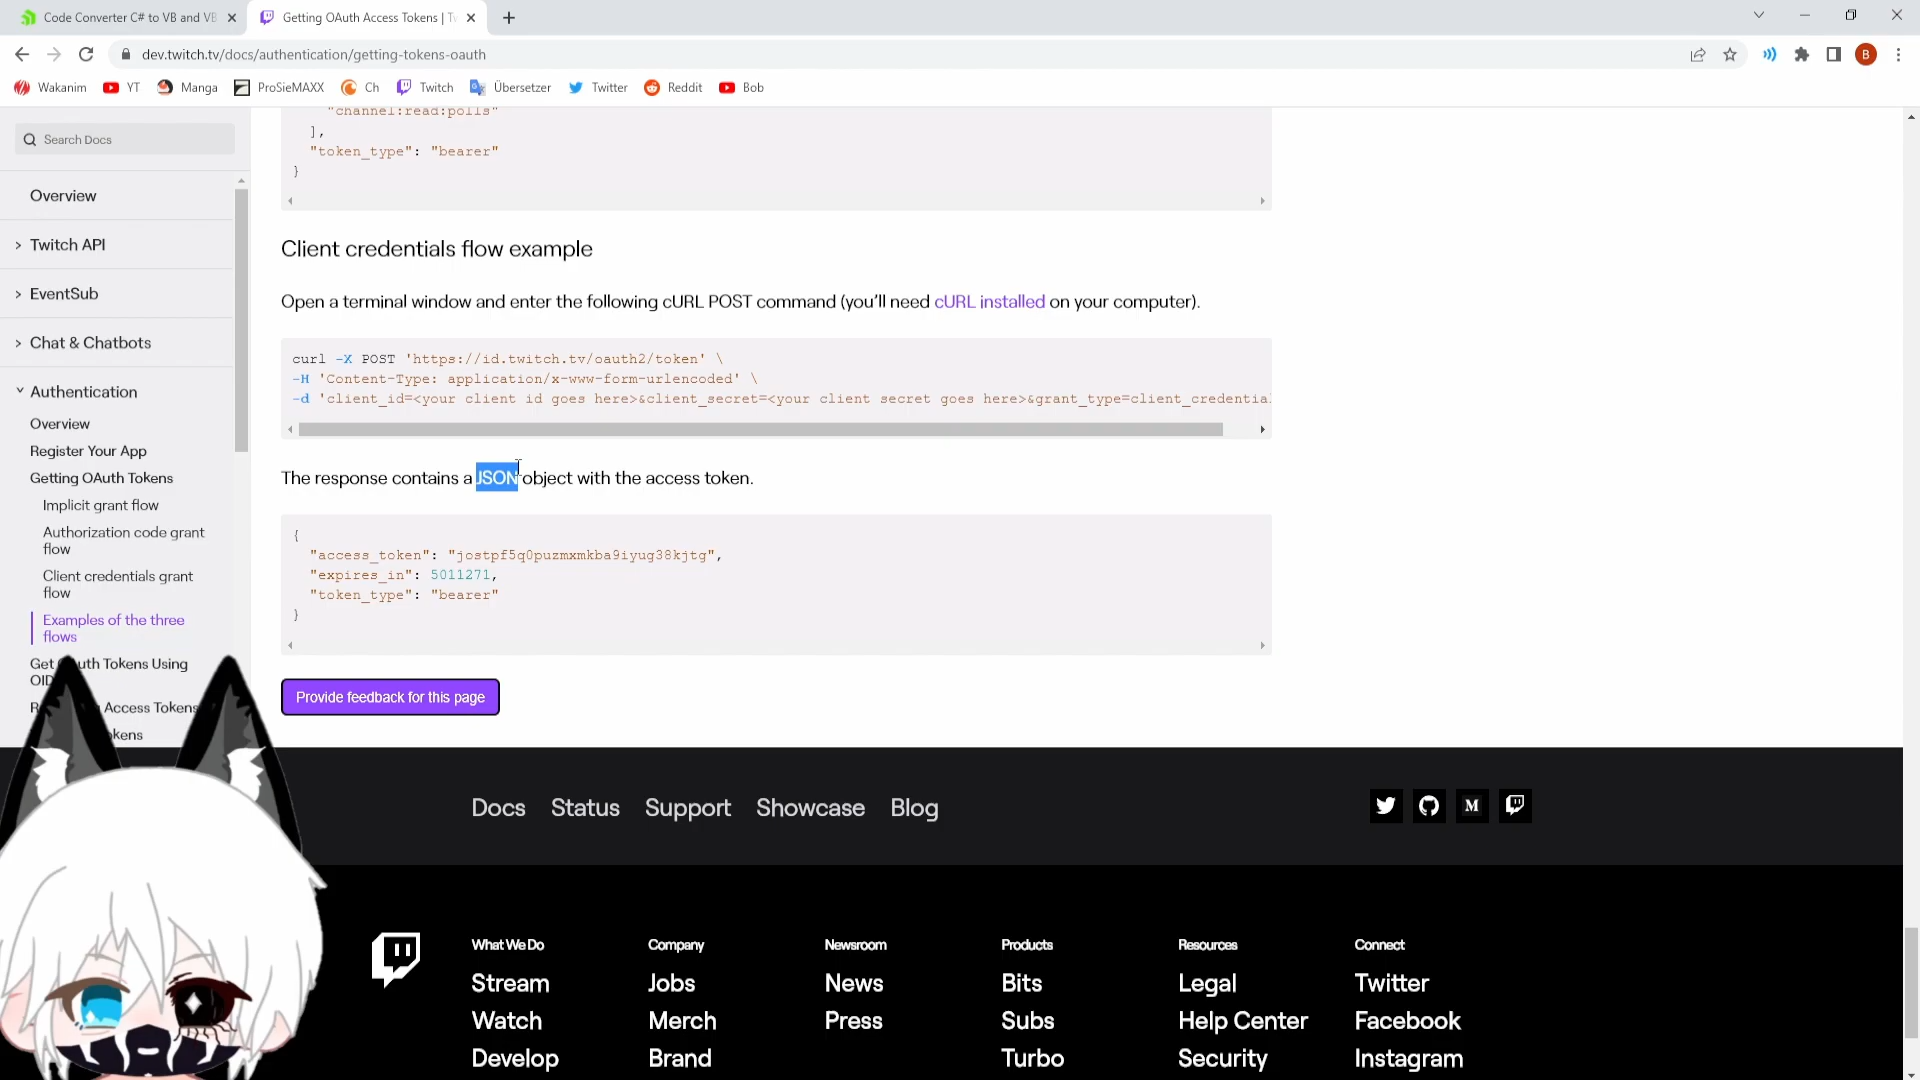 Code Converter C# to VB and VB
Getting OAuth Access Tokens | Tw
dev.twitch.tv/docs/authentication/getting-tokens-oauth
B
Wakanim
YT
Manga
ProSieMAXX
Ch
Twitch
Übersetzer
Twitter
Reddit
Bob
Search Docs
Overview
Twitch API
EventSub
Chat & Chatbots
Authentication
Overview
Register Your App
Getting OAuth Tokens
Implicit grant flow
Authorization code grant
flow
Client credentials grant
flow
Examples of the three
flows
Tokens Using
Access Tokens
"channel:read:polls"
],
"token_type": "bearer"
}
Client credentials flow example
Open a terminal window and enter the following cURL POST command (you’ll need cURL installed on your computer).
curl -X POST 'https://id.twitch.tv/oauth2/token' \
-H 'Content-Type: application/x-www-form-urlencoded' \
-d 'client_id=<your client id goes here>&client_secret=<your client secret goes here>&grant_type=client_credential
The response contains a JSON object with the access token.
{
"access_token": "jostpf5q0puzmxmkba9iyug38kjtg",
"expires_in": 5011271,
"token_type": "bearer"
}
Provide feedback for this page
Docs
Status
Support
Showcase
Blog
What We Do
Stream
Watch
Develop
Company
Jobs
Merch
Brand
Newsroom
News
Press
Products
Bits
Subs
Turbo
Resources
Legal
Help Center
Security
Connect
Twitter
Facebook
Instagram